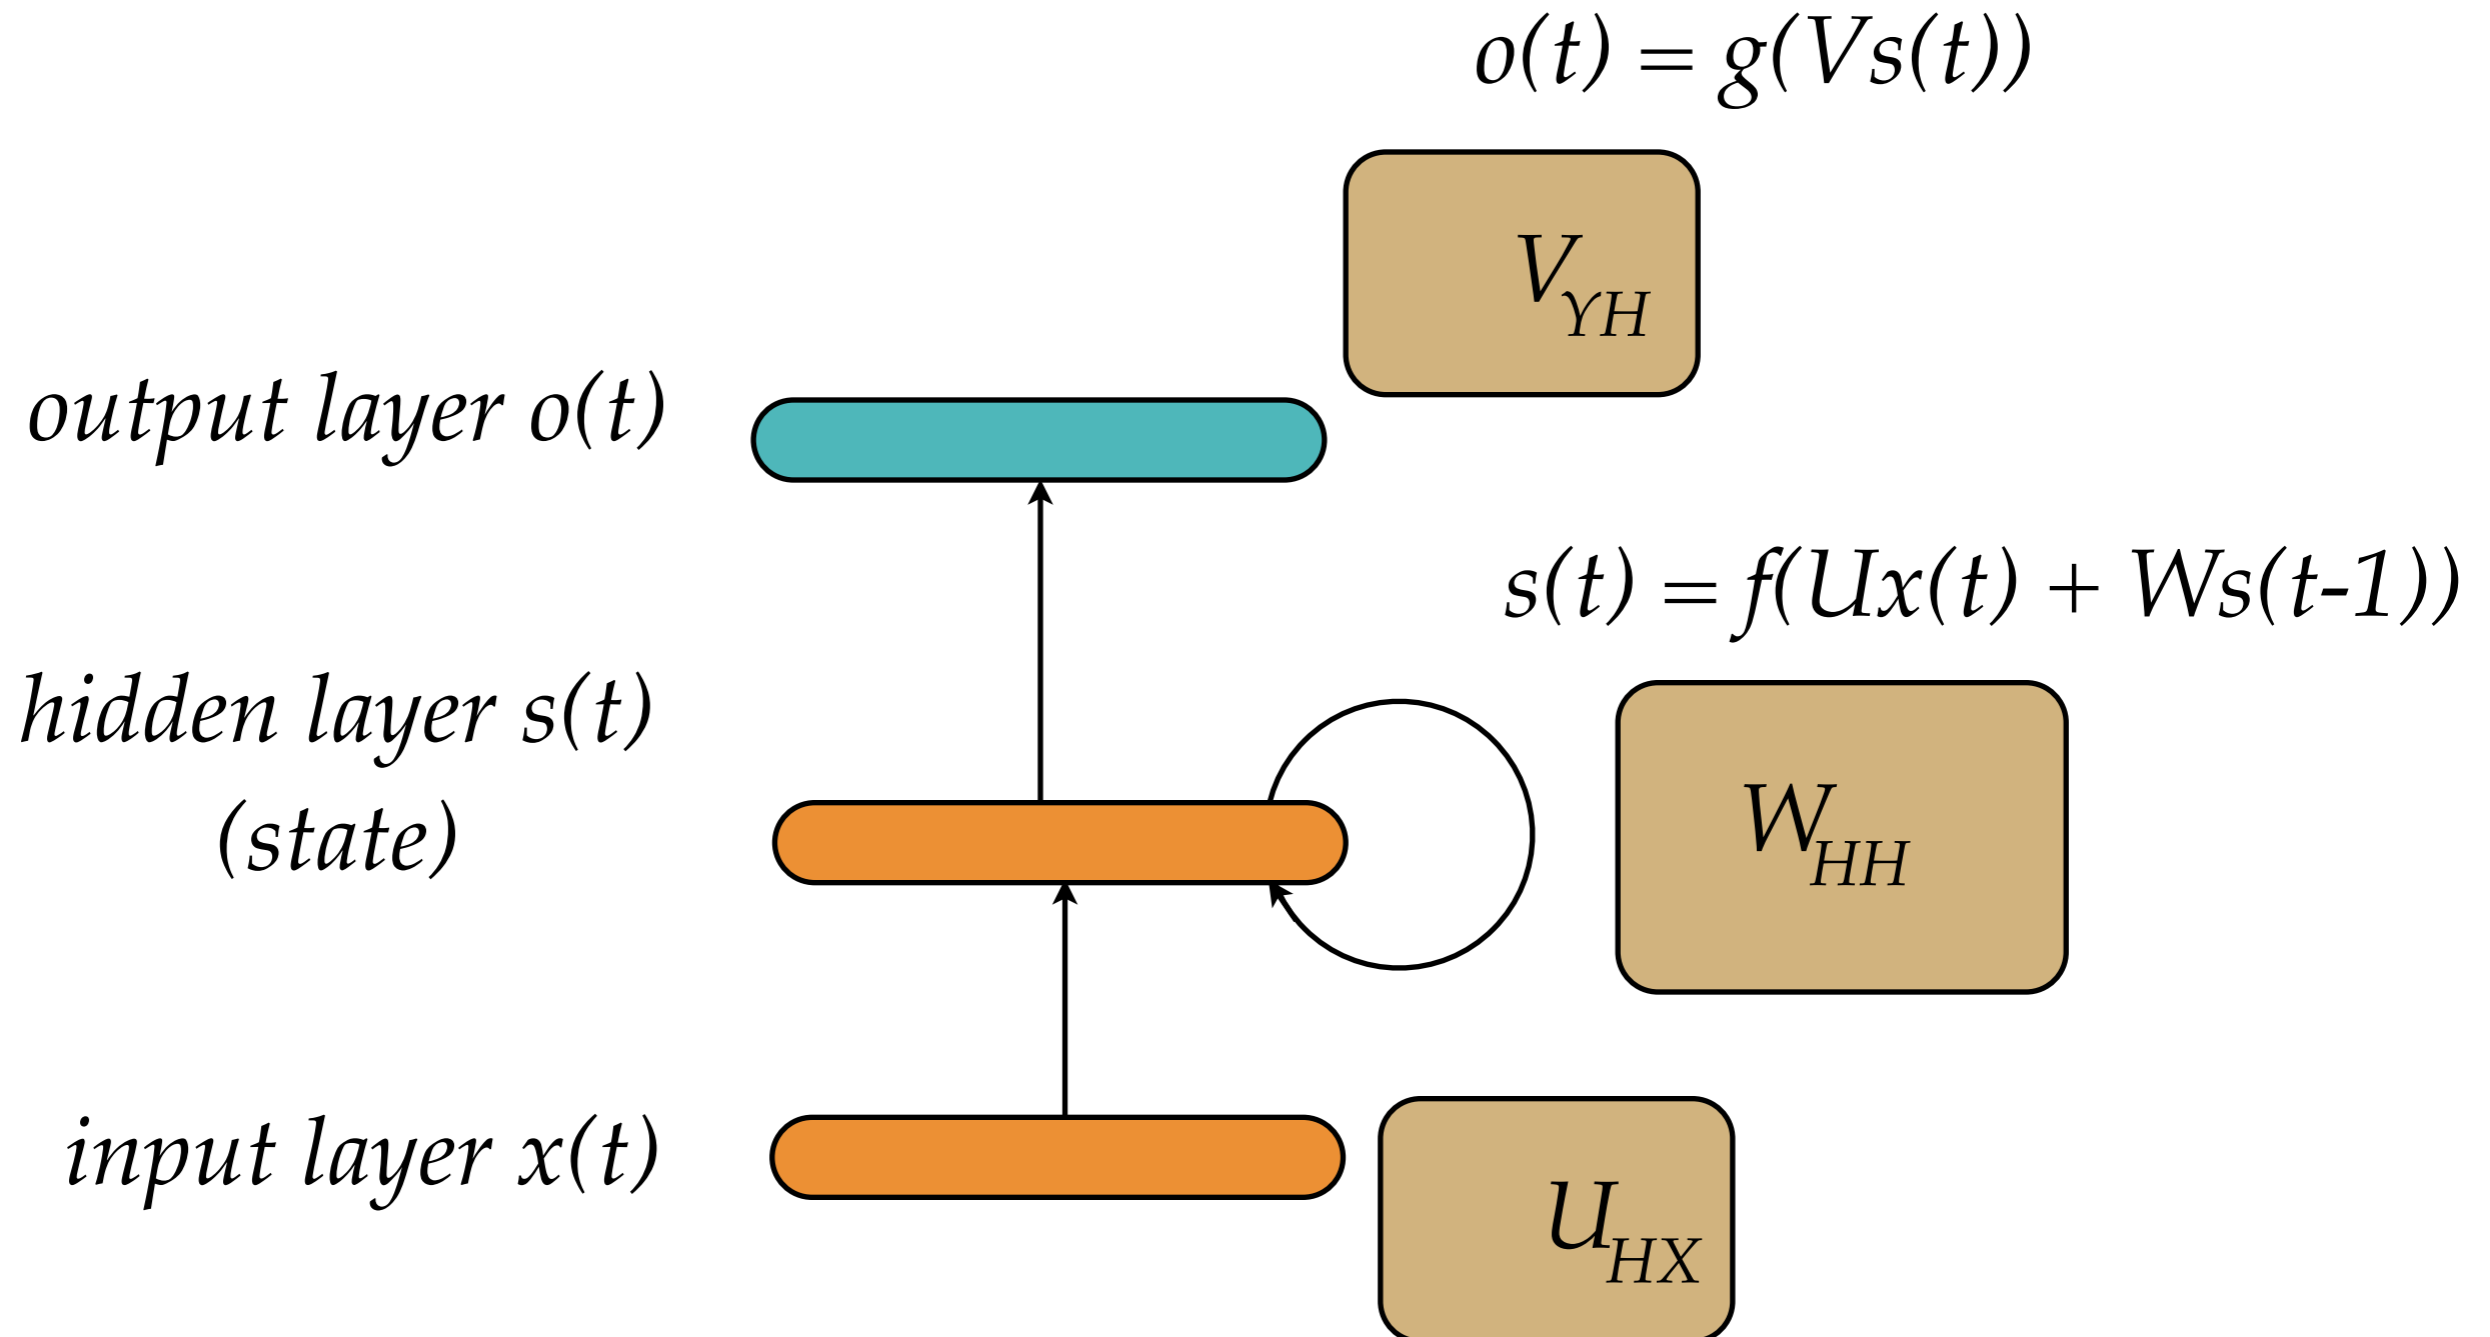 o(t) = g(Vs(t))
V_YH
output layer o(t)
s(t) = f(Ux(t) + Ws(t-1))
hidden layer s(t)
(state)
W_HH
input layer x(t)
U_HX